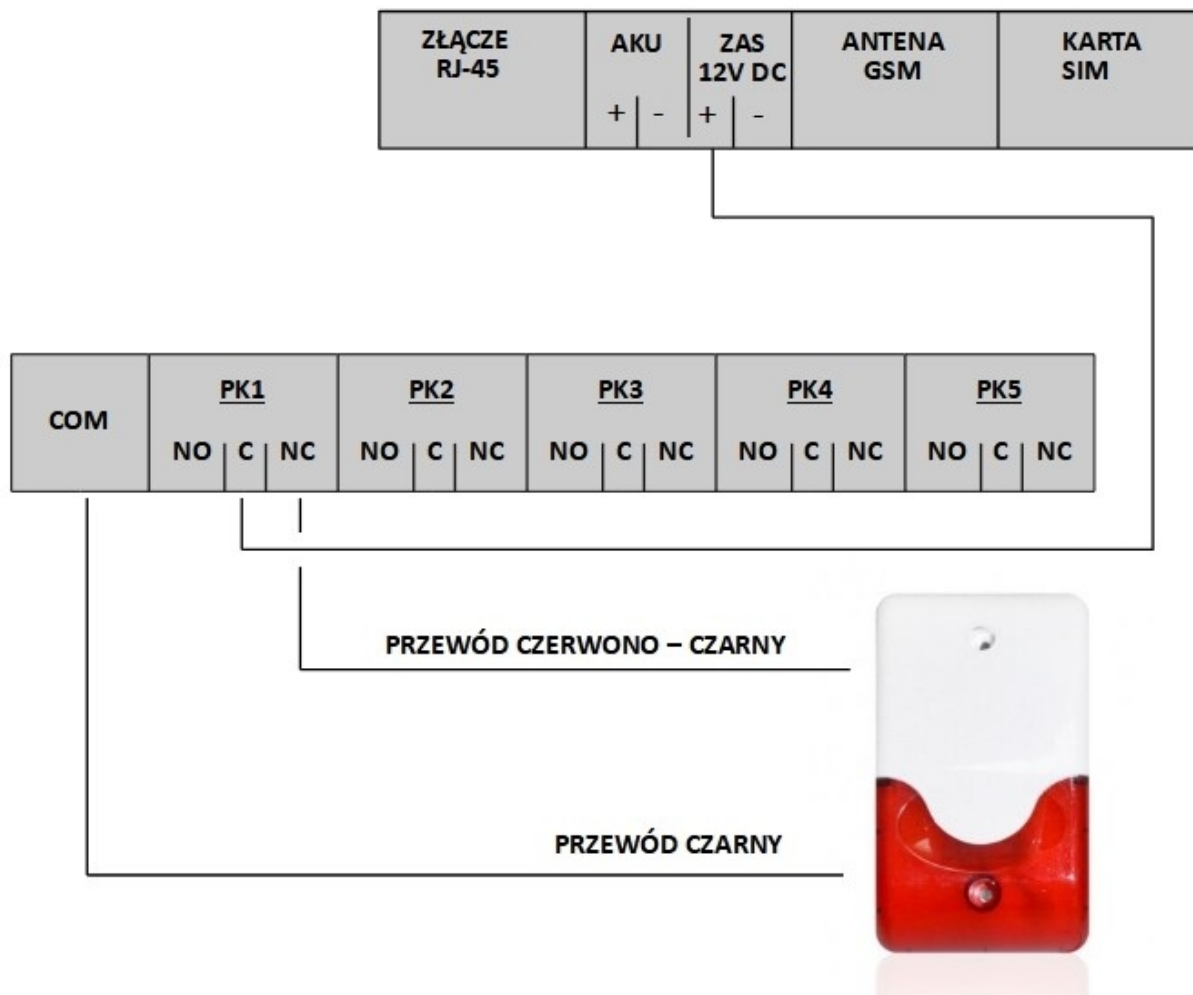 ZŁĄCZE
RJ-45
AKU
+ -
ZAS
12V DC
+ -
ANTENA
GSM
KARTA
SIM
COM
PK1
NO C NC
PK2
NO C NC
PK3
NO C NC
PK4
NO C NC
PK5
NO C NC
PRZEWÓD CZERWONO – CZARNY
PRZEWÓD CZARNY